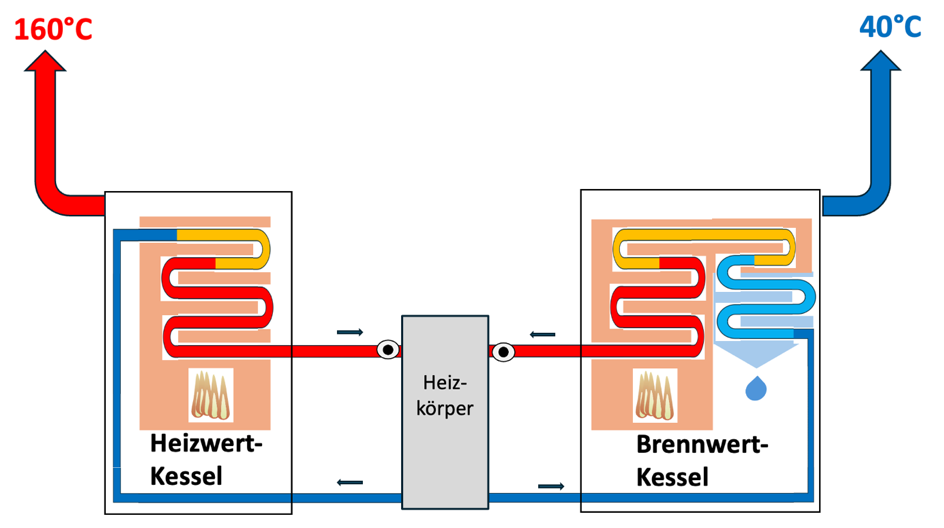 160°C
40°C
Heiz-
körper
Heizwert-
Kessel
Brennwert-
Kessel